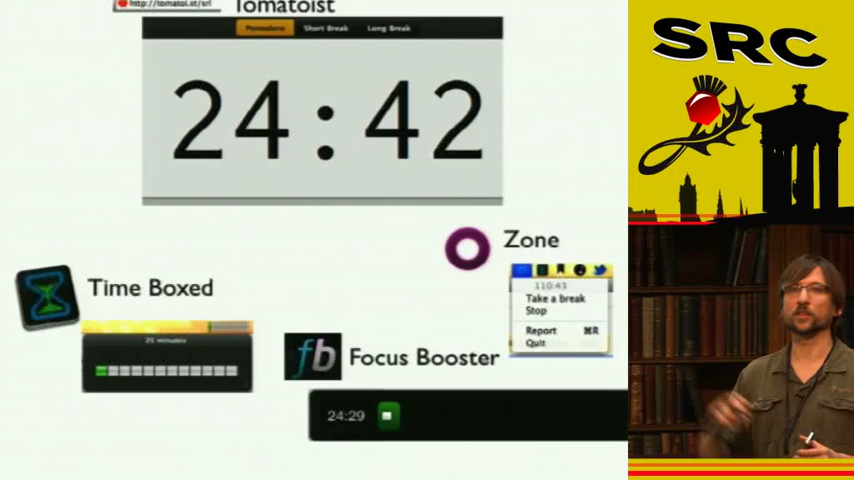 http://tomatoi.st/srl
Tomatoist
Pomodoro Short Break Long Break
24:42
SRC
Zone
110:43
Take a break
Stop
Report ⌘R
Quit
Time Boxed
25 minutes
fb
Focus Booster
24:29